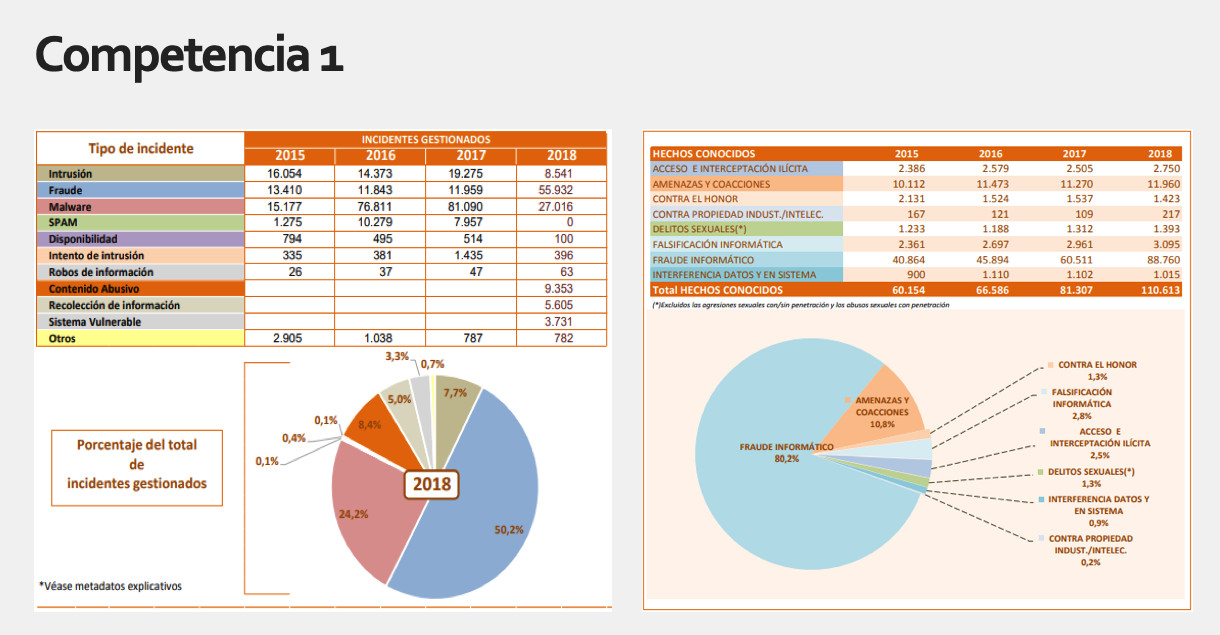 Competencia 1
Tipo de incidente
INCIDENTES GESTIONADOS
2015 2016 2017 2018
Intrusión 16.054 14.373 19.275 8.541
Fraude 13.410 11.843 11.959 55.932
Malware 15.177 76.811 81.090 27.016
SPAM 1.275 10.279 7.957 0
Disponibilidad 794 495 514 100
Intento de intrusión 335 381 1.435 396
Robos de información 26 37 47 63
Contenido Abusivo 9.353
Recolección de información 5.605
Sistema Vulnerable 3.731
Otros 2.905 1.038 787 782
3,3%
0,7%
7,7%
5,0%
8,4%
0,1%
0,4%
0,1%
Porcentaje del total
de
incidentes gestionados
2018
24,2%
50,2%
*Véase metadatos explicativos
HECHOS CONOCIDOS 2015 2016 2017 2018
ACCESO E INTERCEPTACIÓN ILÍCITA 2.386 2.579 2.505 2.750
AMENAZAS Y COACCIONES 10.112 11.473 11.270 11.960
CONTRA EL HONOR 2.131 1.524 1.537 1.423
CONTRA PROPIEDAD INDUST./INTELEC. 167 121 109 217
DELITOS SEXUALES(*) 1.233 1.188 1.312 1.393
FALSIFICACIÓN INFORMÁTICA 2.361 2.697 2.961 3.095
FRAUDE INFORMÁTICO 40.864 45.894 60.511 88.760
INTERFERENCIA DATOS Y EN SISTEMA 900 1.110 1.102 1.015
Total HECHOS CONOCIDOS 60.154 66.586 81.307 110.613
(*)Excluidas las agresiones sexuales con/sin penetración y los abusos sexuales con penetración
AMENAZAS Y
COACCIONES
10,8%
FRAUDE INFORMÁTICO
80,2%
CONTRA EL HONOR
1,3%
FALSIFICACIÓN
INFORMÁTICA
2,8%
ACCESO E
INTERCEPTACIÓN ILÍCITA
2,5%
DELITOS SEXUALES(*)
1,3%
INTERFERENCIA DATOS Y
EN SISTEMA
0,9%
CONTRA PROPIEDAD
INDUST./INTELEC.
0,2%